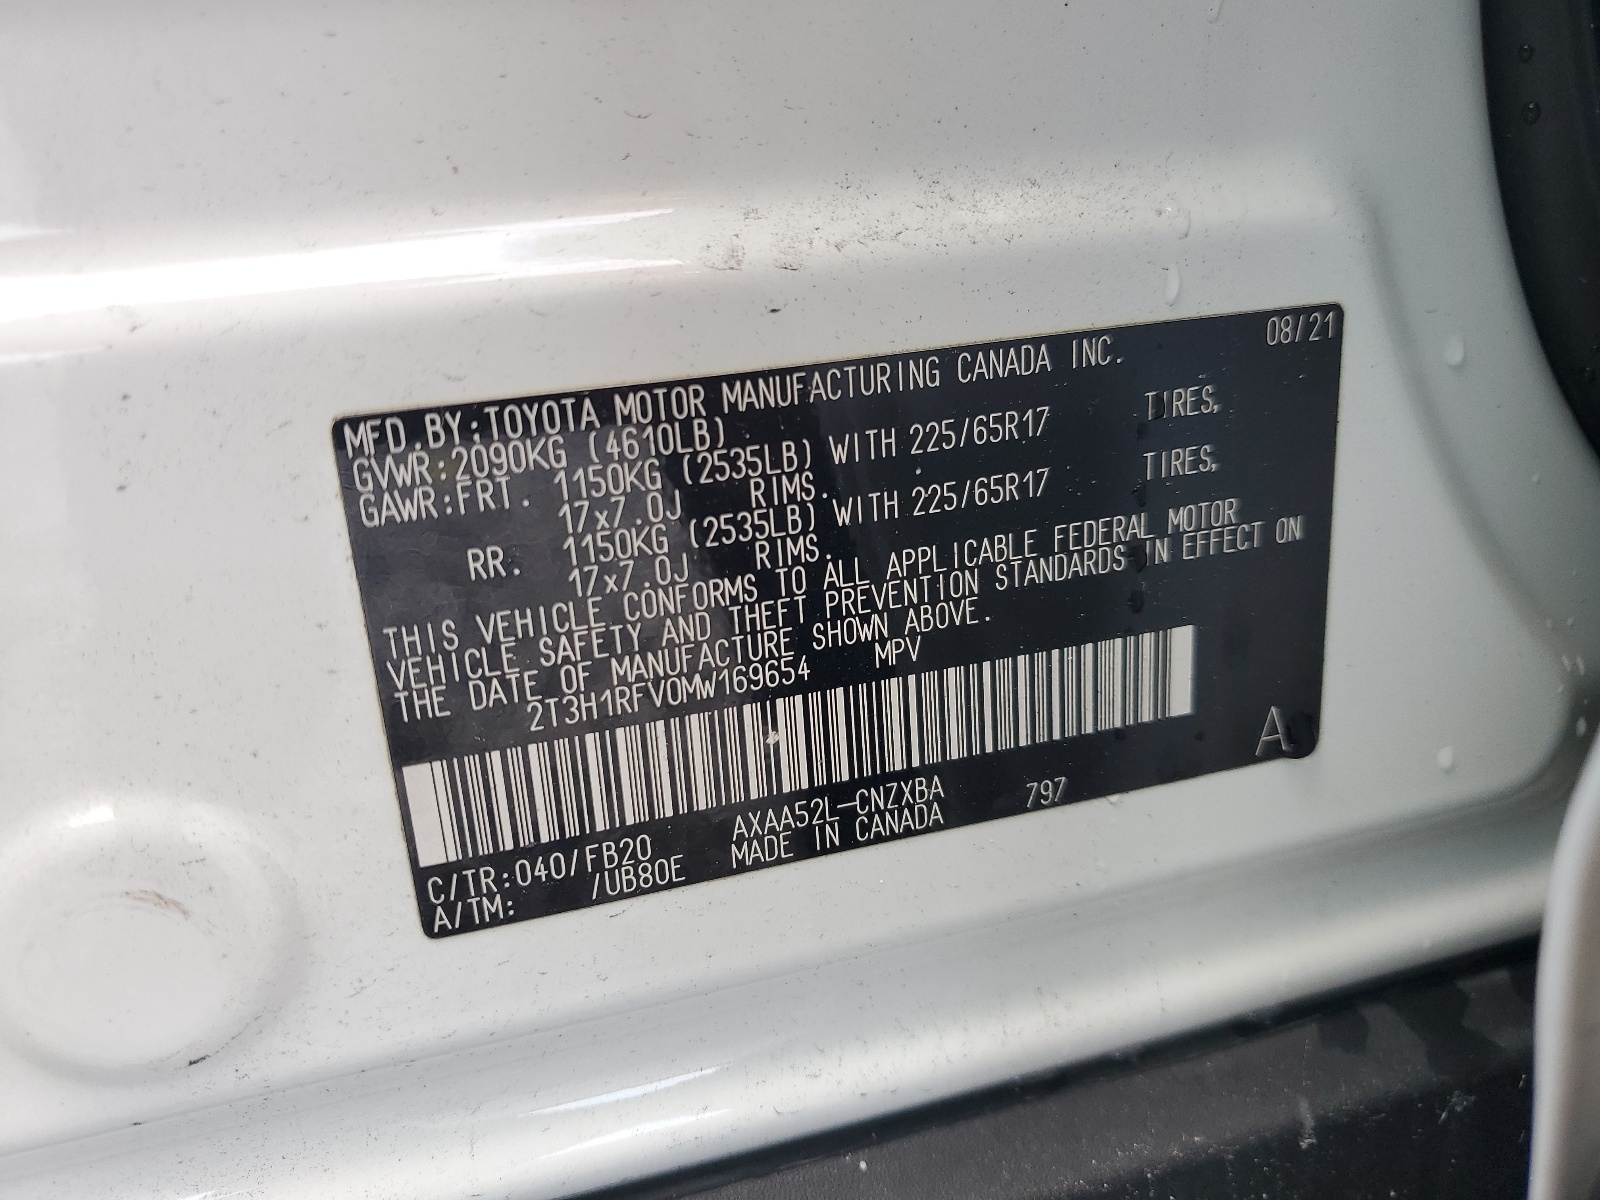 08/21
MFD.BY:TOYOTA MOTOR MANUFACTURING CANADA INC.
GVWR:2090KG (4610LB)
GAWR:FRT. 1150KG (2535LB) WITH 225/65R17 TIRES,
17x7.0J RIMS.
RR. 1150KG (2535LB) WITH 225/65R17 TIRES,
17x7.0J RIMS.
THIS VEHICLE CONFORMS TO ALL APPLICABLE FEDERAL MOTOR
VEHICLE SAFETY AND THEFT PREVENTION STANDARDS IN EFFECT ON
THE DATE OF MANUFACTURE SHOWN ABOVE.
2T3H1RFV0MW169654 MPV
A
C/TR:040/FB20 AXAA52L-CNZXBA 797
A/TM: /UB80E MADE IN CANADA